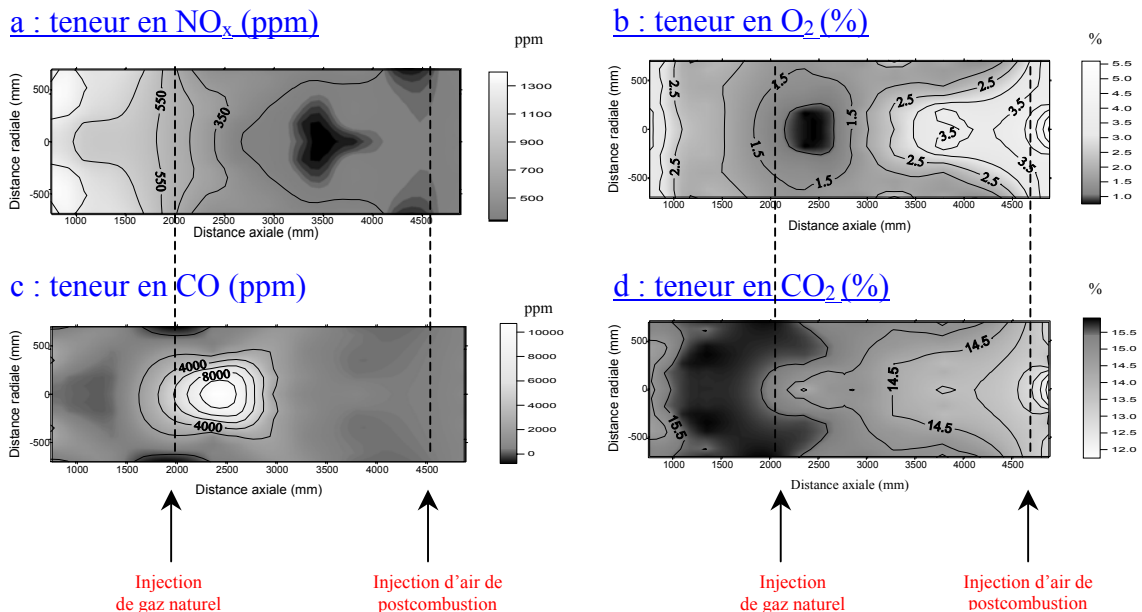 a : teneur en NOx (ppm)
ppm
Distance radiale (mm)
500
0
-500
550
550
350
1300
1100
900
700
500
1000 1500 2000 2500 3000 3500 4000 4500
Distance axiale (mm)
b : teneur en O2 (%)
%
Distance radiale (mm)
500
0
-500
2.5
2.5
1.5
1.5
1.5
1.5
2.5
2.5
2.5
2.5
3.5
3.5
3.5
5.5
5.0
4.5
4.0
3.5
3.0
2.5
2.0
1.5
1.0
1000 1500 2000 2500 3000 3500 4000 4500
Distance axiale (mm)
c : teneur en CO (ppm)
ppm
Distance radiale (mm)
500
0
-500
4000
8000
4000
10000
8000
6000
4000
2000
0
1000 1500 2000 2500 3000 3500 4000 4500
Distance axiale (mm)
d : teneur en CO2 (%)
%
Distance radiale (mm)
500
0
-500
15.5
14.5
14.5
14.5
15.5
15.0
14.5
14.0
13.5
13.0
12.5
12.0
1000 1500 2000 2500 3000 3500 4000 4500
Distance axiale (mm)
Injection
de gaz naturel
Injection d'air de
postcombustion
Injection
de gaz naturel
Injection d'air de
postcombustion